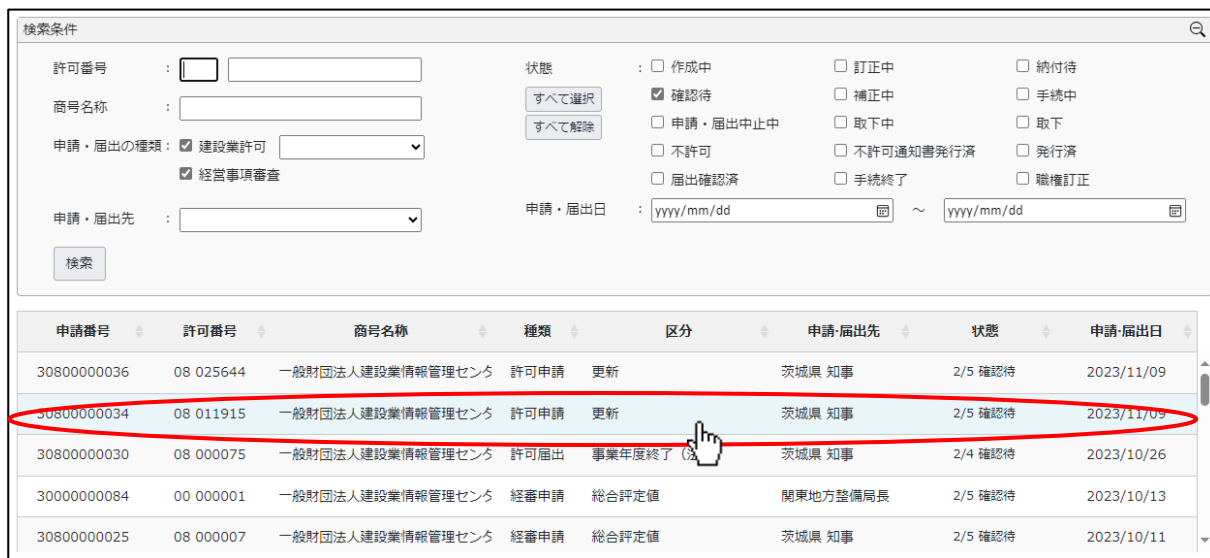 検索条件
許可番号 :
商号名称 :
申請・届出の種類 : 建設業許可
経営事項審査
申請・届出先 :
検索
状態 : 作成中 訂正中 納付待
すべて選択 確認待 補正中 手続中
すべて解除 申請・届出中止中 取下中 取下
不許可 不許可通知書発行済 発行済
届出確認済 手続終了 職権訂正
申請・届出日 : yyyy/mm/dd ～ yyyy/mm/dd
申請番号 許可番号 商号名称 種類 区分 申請・届出先 状態 申請・届出日
30800000036 08 025644 一般財団法人建設業情報管理センタ 許可申請 更新 茨城県 知事 2/5 確認待 2023/11/09
30800000034 08 011915 一般財団法人建設業情報管理センタ 許可申請 更新 茨城県 知事 2/5 確認待 2023/11/09
30800000030 08 000075 一般財団法人建設業情報管理センタ 許可届出 事業年度終了 茨城県 知事 2/4 確認待 2023/10/26
30000000084 00 000001 一般財団法人建設業情報管理センタ 経審申請 総合評定値 関東地方整備局長 2/5 確認待 2023/10/13
30800000025 08 000007 一般財団法人建設業情報管理センタ 経審申請 総合評定値 茨城県 知事 2/5 確認待 2023/10/11